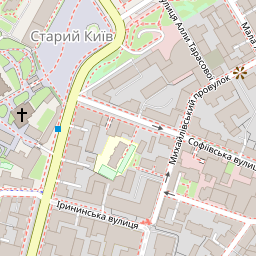 Старий Київ
вулиця Алли Тарасової
Мала
Михайлівський провулок
Софіївська вулиця
Ірининська вулиця